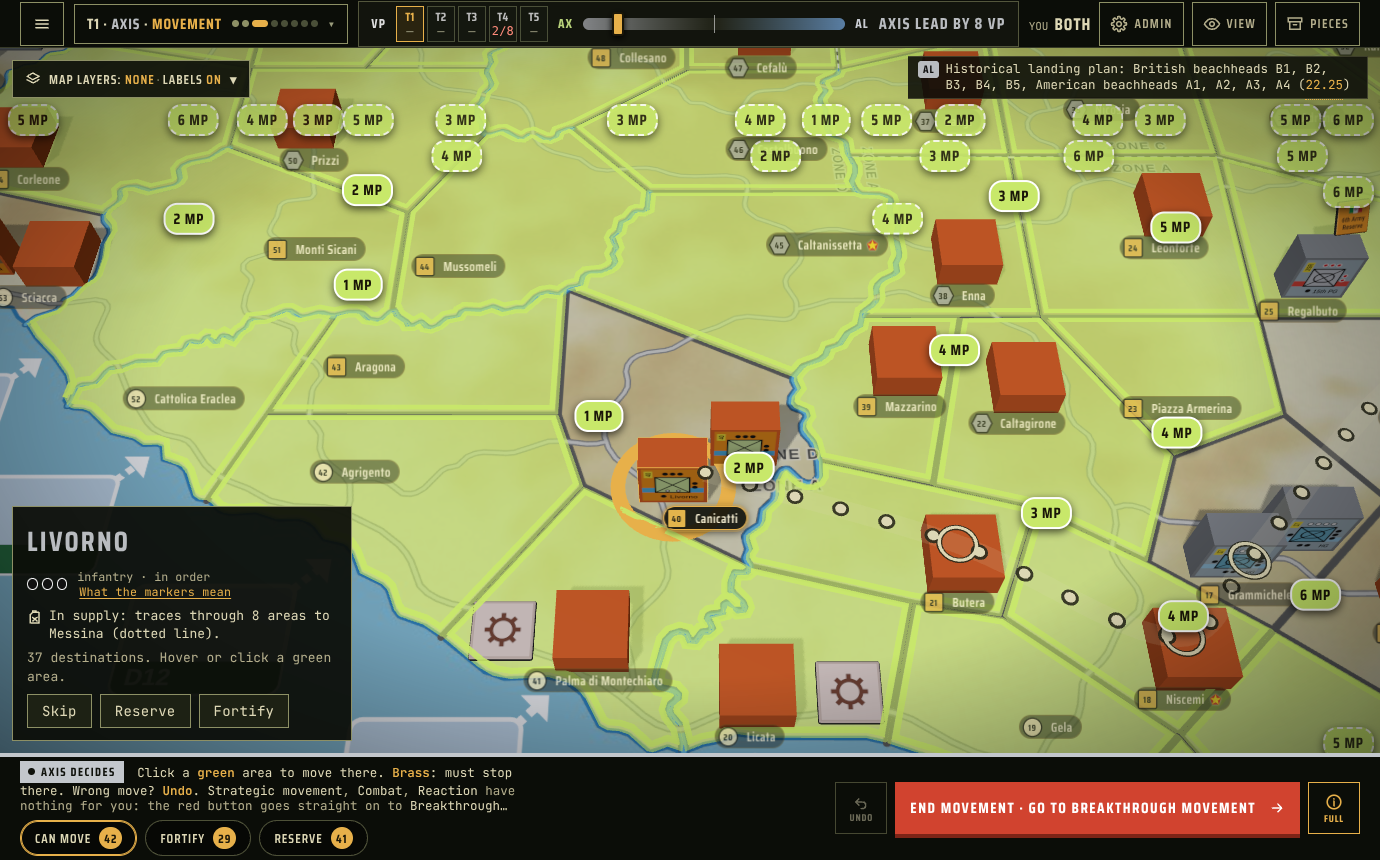 T1 · AXIS · MOVEMENT
VP
T1 –
T2 –
T3 –
T4 2/8
T5 –
AX
AL
AXIS LEAD BY 8 VP
YOU BOTH
ADMIN
VIEW
PIECES
MAP LAYERS: NONE · LABELS ON
AL Historical landing plan: British beachheads B1, B2,
B3, B4, B5, American beachheads A1, A2, A3, A4 (22.25)
48 Collesano
47 Cefalù
5 MP
6 MP
4 MP
3 MP
5 MP
3 MP
3 MP
4 MP
1 MP
5 MP
37
2 MP
4 MP
3 MP
5 MP
6 MP
50 Prizzi
4 MP
46
2 MP
3 MP
6 MP
5 MP
ZONE C
ZONE A
Corleone
2 MP
3 MP
6 MP
2 MP
4 MP
5 MP
51 Monti Sicani
44 Mussomeli
45 Caltanissetta
24 Leonforte
1 MP
53 Sciacca
38 Enna
25 Regalbuto
4 MP
43 Aragona
52 Cattolica Eraclea
39 Mazzarino
22 Caltagirone
23 Piazza Armerina
1 MP
4 MP
42 Agrigento
2 MP
Livorno
40 Canicatti
3 MP
21 Butera
17 Grammichele
6 MP
4 MP
41 Palma di Montechiaro
18 Niscemi
20 Licata
19 Gela
5 MP
LIVORNO
infantry · in order
What the markers mean
In supply: traces through 8 areas to
Messina (dotted line).
37 destinations. Hover or click a green
area.
D12
Skip
Reserve
Fortify
AXIS DECIDES Click a green area to move there. Brass: must stop
there. Wrong move? Undo. Strategic movement, Combat, Reaction have
nothing for you: the red button goes straight on to Breakthrough…
CAN MOVE 42
FORTIFY 29
RESERVE 41
UNDO
END MOVEMENT · GO TO BREAKTHROUGH MOVEMENT →
FULL